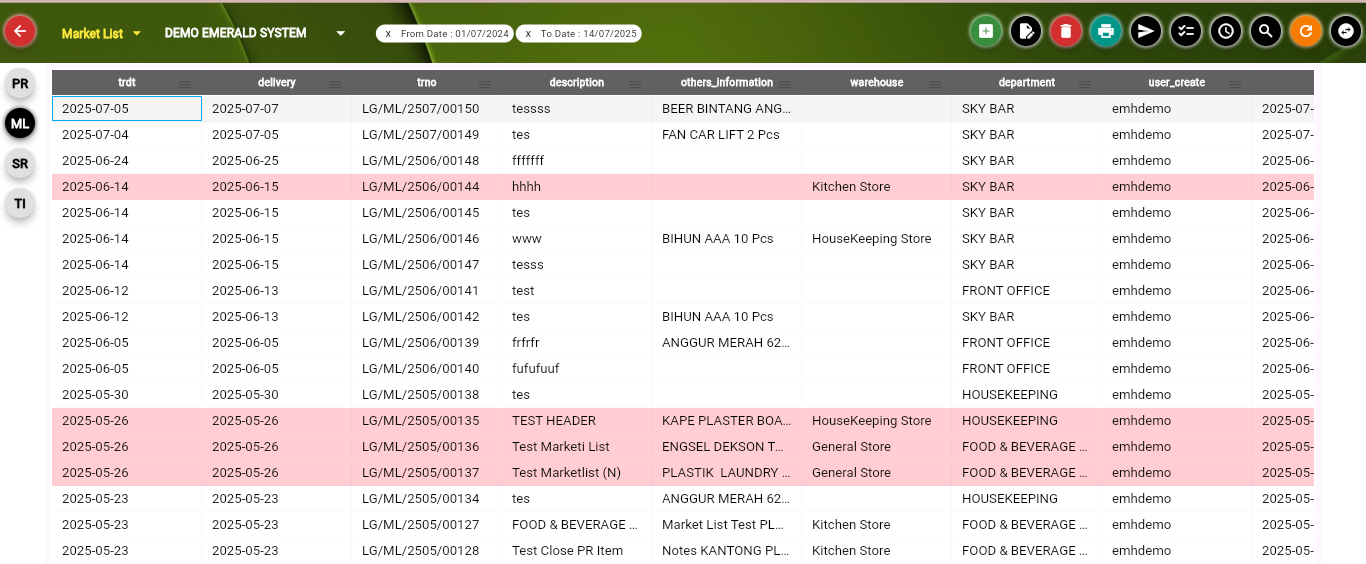 Market List DEMO EMERALD SYSTEM x From Date : 01/07/2024 x To Date : 14/07/2025
PR
ML
SR
TI
trdt delivery trno description others_information warehouse department user_create
2025-07-05 2025-07-07 LG/ML/2507/00150 tessss BEER BINTANG ANG... SKY BAR emhdemo 2025-07-
2025-07-04 2025-07-05 LG/ML/2507/00149 tes FAN CAR LIFT 2 Pcs SKY BAR emhdemo 2025-07-
2025-06-24 2025-06-25 LG/ML/2506/00148 fffffff SKY BAR emhdemo 2025-06-
2025-06-14 2025-06-15 LG/ML/2506/00144 hhhh Kitchen Store SKY BAR emhdemo 2025-06-
2025-06-14 2025-06-15 LG/ML/2506/00145 tes SKY BAR emhdemo 2025-06-
2025-06-14 2025-06-15 LG/ML/2506/00146 www BIHUN AAA 10 Pcs HouseKeeping Store SKY BAR emhdemo 2025-06-
2025-06-14 2025-06-15 LG/ML/2506/00147 tesss SKY BAR emhdemo 2025-06-
2025-06-12 2025-06-13 LG/ML/2506/00141 test FRONT OFFICE emhdemo 2025-06-
2025-06-12 2025-06-13 LG/ML/2506/00142 tes BIHUN AAA 10 Pcs SKY BAR emhdemo 2025-06-
2025-06-05 2025-06-05 LG/ML/2506/00139 frfrfr ANGGUR MERAH 62... FRONT OFFICE emhdemo 2025-06-
2025-06-05 2025-06-05 LG/ML/2506/00140 fufufuuf FRONT OFFICE emhdemo 2025-06-
2025-05-30 2025-05-30 LG/ML/2505/00138 tes HOUSEKEEPING emhdemo 2025-05-
2025-05-26 2025-05-26 LG/ML/2505/00135 TEST HEADER KAPE PLASTER BOA... HouseKeeping Store HOUSEKEEPING emhdemo 2025-05-
2025-05-26 2025-05-26 LG/ML/2505/00136 Test Marketi List ENGSEL DEKSON T... General Store FOOD & BEVERAGE ... emhdemo 2025-05-
2025-05-26 2025-05-26 LG/ML/2505/00137 Test Marketlist (N) PLASTIK LAUNDRY ... General Store FOOD & BEVERAGE ... emhdemo 2025-05-
2025-05-23 2025-05-23 LG/ML/2505/00134 tes ANGGUR MERAH 62... HOUSEKEEPING emhdemo 2025-05-
2025-05-23 2025-05-23 LG/ML/2505/00127 FOOD & BEVERAGE ... Market List Test PL... Kitchen Store FOOD & BEVERAGE ... emhdemo 2025-05-
2025-05-23 2025-05-23 LG/ML/2505/00128 Test Close PR Item Notes KANTONG PL... Kitchen Store FOOD & BEVERAGE ... emhdemo 2025-05-